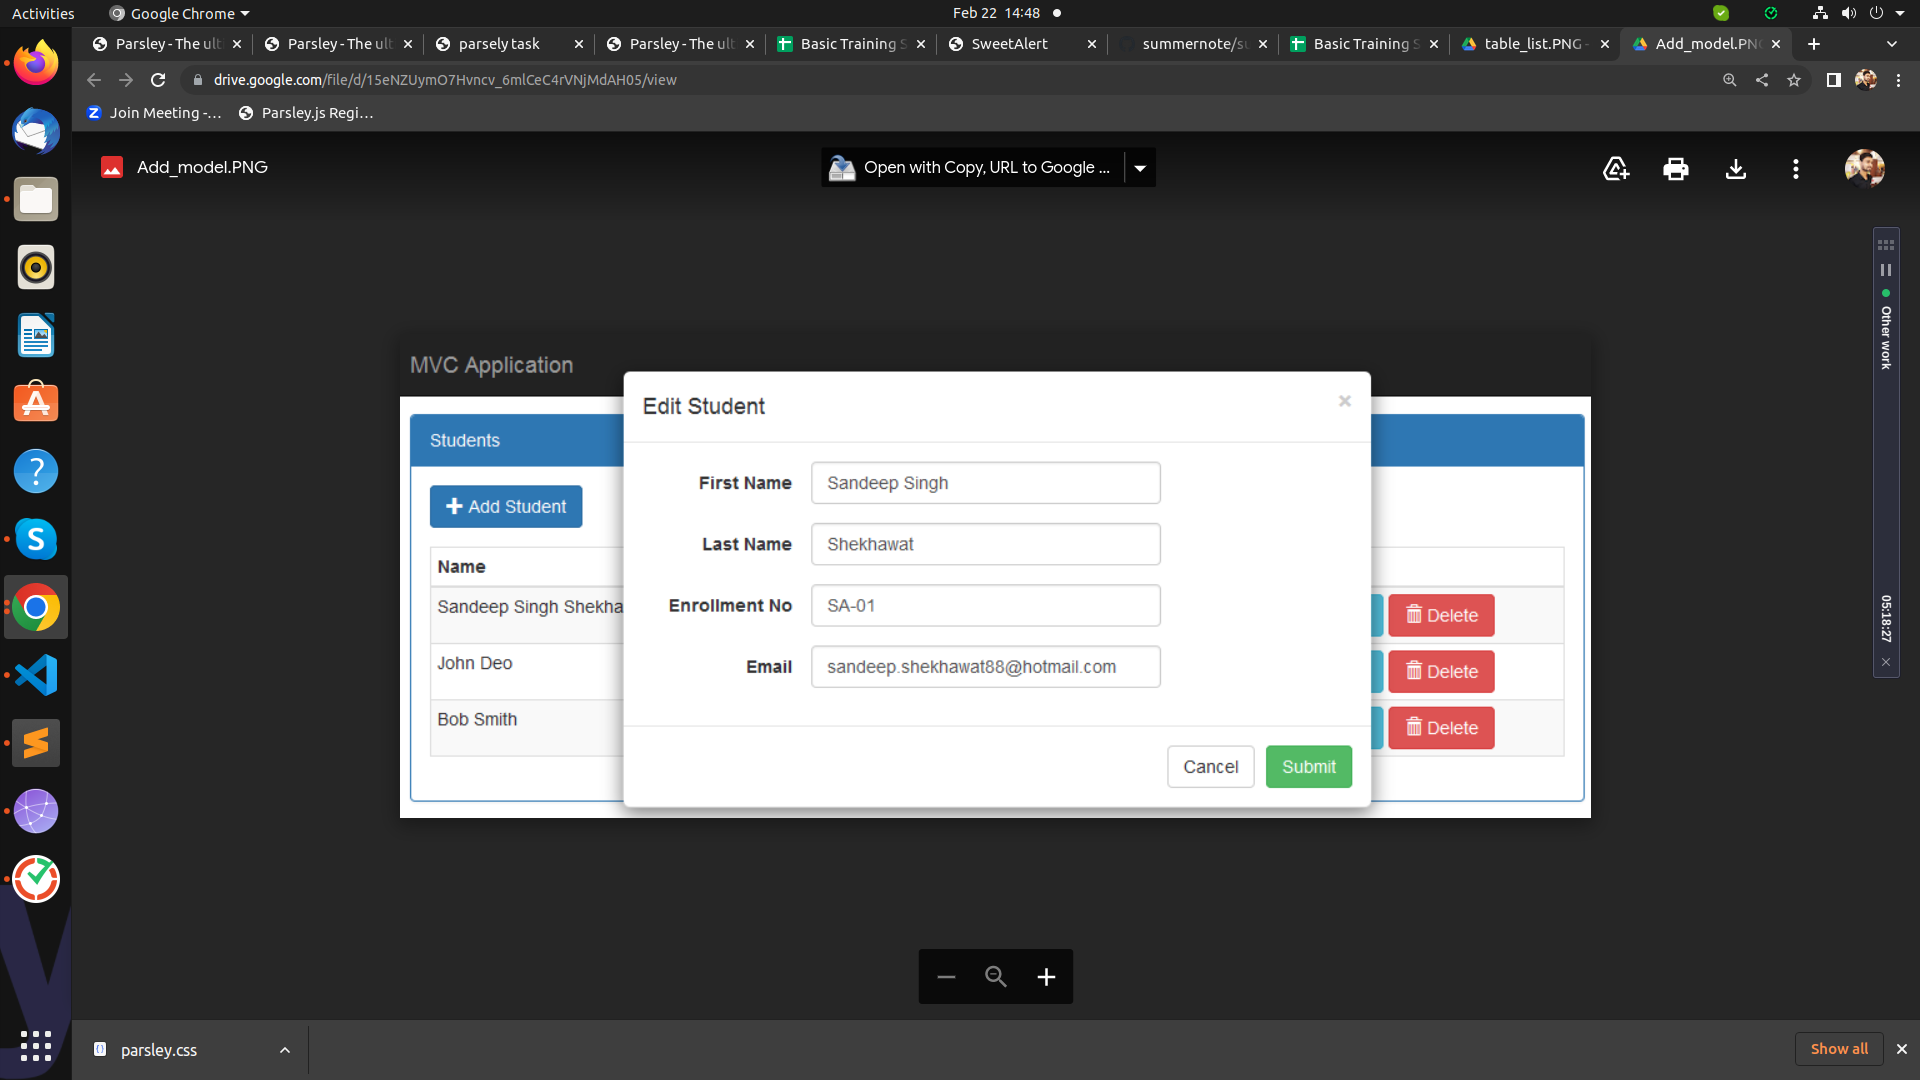 Activities
Google Chrome
Feb 22 14:48
Parsley - The ult
Parsley - The ult
parsely task
Parsley - The ult
Basic Training S
SweetAlert
summernote/su
Basic Training S
table_list.PNG -
Add_model.PNG
drive.google.com/file/d/15eNZUymO7Hvncv_6mlCeC4rVNjMdAH05/view
Join Meeting -...
Parsley.js Regi...
Add_model.PNG
Open with Copy, URL to Google ...
Other work
05:18:27
MVC Application
Edit Student
×
Students
+ Add Student
Name
Sandeep Singh Shekha
John Deo
Bob Smith
First Name
Sandeep Singh
Last Name
Shekhawat
Enrollment No
SA-01
Email
sandeep.shekhawat88@hotmail.com
Delete
Delete
Delete
Cancel
Submit
parsley.css
Show all